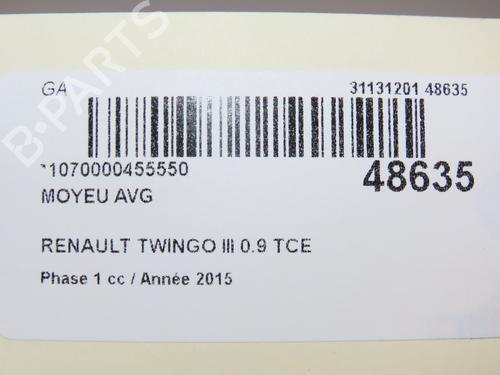 GA 31131201 48635
*1070000455550 48635
MOYEU AVG
RENAULT TWINGO III 0.9 TCE
Phase 1 cc / Année 2015
B-PARTS